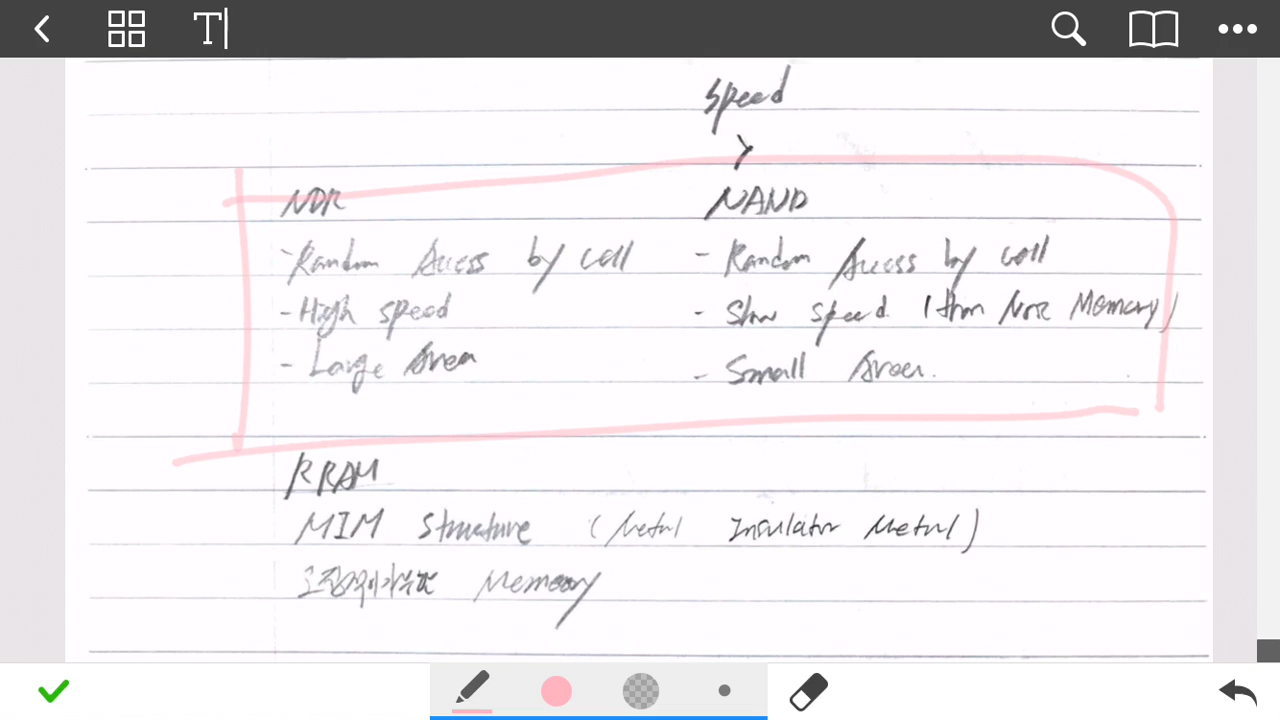 Speed
>
NOR NAND
- Random Access by cell - Random Access by cell
- High speed - Slow speed. (than NOR Memory)
- Large Area - Small Area.
RRAM
MIM Structure (Metal Insulator Metal)
Memory